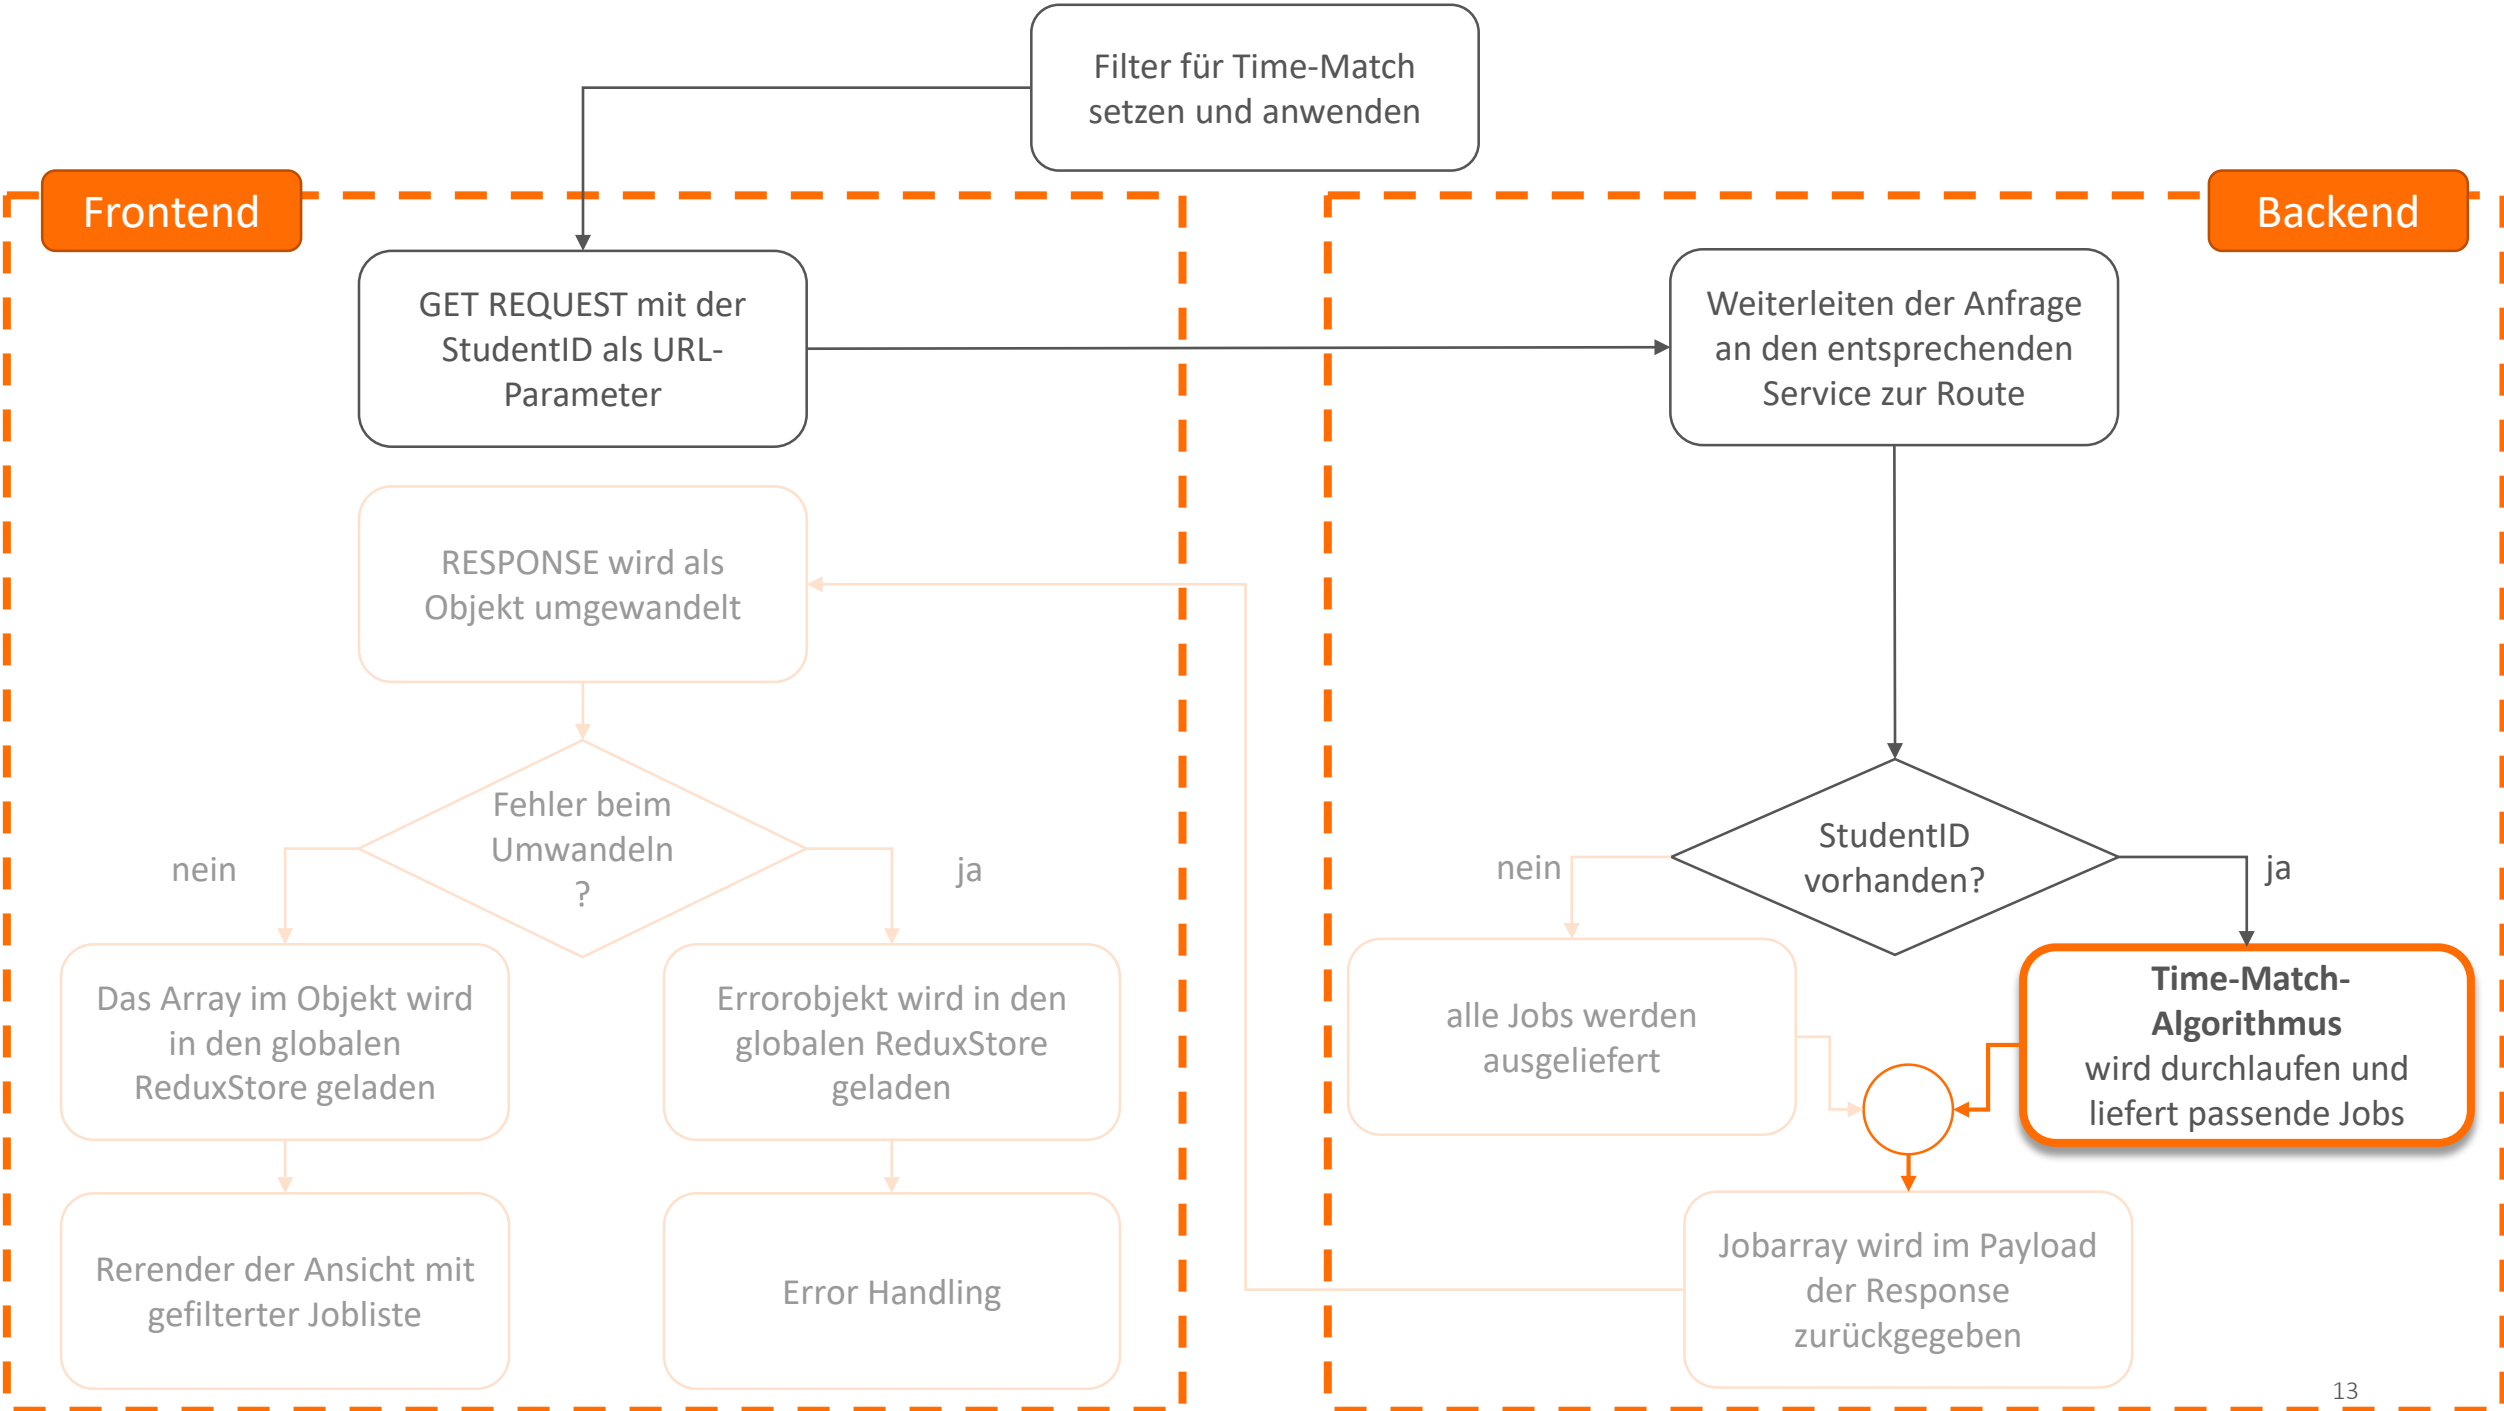 Filter für Time-Match
setzen und anwenden
Frontend
Backend
GET REQUEST mit der
StudentID als URL-
Parameter
Weiterleiten der Anfrage
an den entsprechenden
Service zur Route
RESPONSE wird als
Objekt umgewandelt
Fehler beim
Umwandeln
?
nein
ja
StudentID
vorhanden?
nein
ja
Das Array im Objekt wird
in den globalen
ReduxStore geladen
Errorobjekt wird in den
globalen ReduxStore
geladen
alle Jobs werden
ausgeliefert
Time-Match-
Algorithmus
wird durchlaufen und
liefert passende Jobs
Rerender der Ansicht mit
gefilterter Jobliste
Error Handling
Jobarray wird im Payload
der Response
zurückgegeben
13